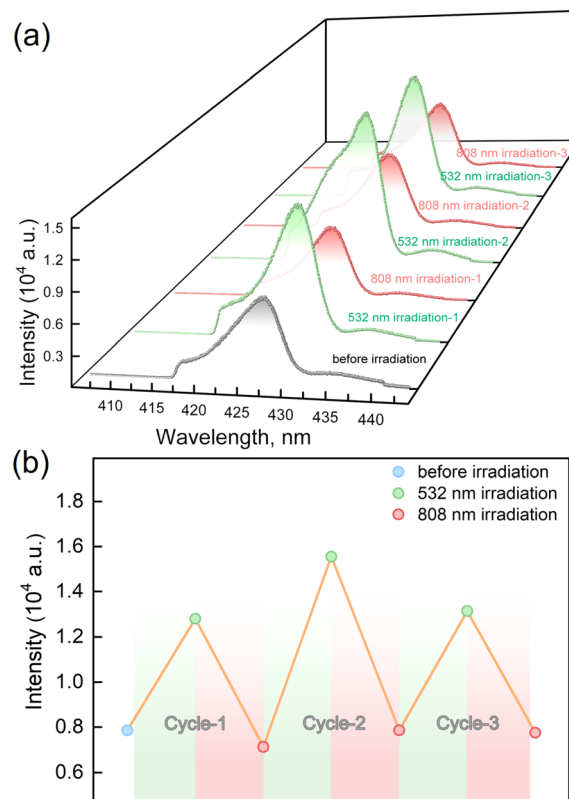 (a)
Intensity (10⁴ a.u.)
1.5
1.2
0.9
0.6
0.3
808 nm irradiation-3
532 nm irradiation-3
808 nm irradiation-2
532 nm irradiation-2
808 nm irradiation-1
532 nm irradiation-1
before irradiation
410 415 420 425 430 435 440
Wavelength, nm
(b)
Intensity (10⁴ a.u.)
1.8
1.6
1.4
1.2
1.0
0.8
0.6
before irradiation
532 nm irradiation
808 nm irradiation
Cycle-1 Cycle-2 Cycle-3